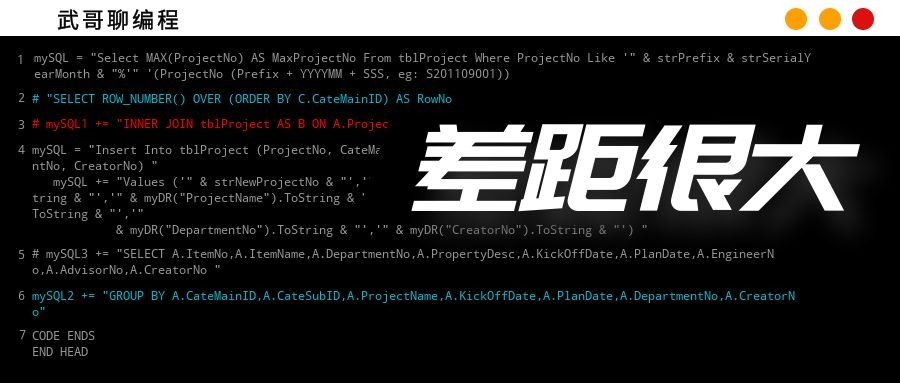 武哥聊编程
1 mySQL = "Select MAX(ProjectNo) AS MaxProjectNo From tblProject Where ProjectNo Like '" & strPrefix & strSerialY
earMonth & "%'" '(ProjectNo (Prefix + YYYYMM + SSS, eg: S201109001))
2 # "SELECT ROW_NUMBER() OVER (ORDER BY C.CateMainID) AS RowNo
3 # mySQL1 += "INNER JOIN tblProject AS B ON A.Projec
差距很大
4 mySQL = "Insert Into tblProject (ProjectNo, CateMa
ntNo, CreatorNo) "
mySQL += "Values ('" & strNewProjectNo & "','
tring & "','" & myDR("ProjectName").ToString & '
ToString & "','"
& myDR("DepartmentNo").ToString & "','" & myDR("CreatorNo").ToString & "') "
5 # mySQL3 += "SELECT A.ItemNo,A.ItemName,A.DepartmentNo,A.PropertyDesc,A.KickOffDate,A.PlanDate,A.EngineerN
o,A.AdvisorNo,A.CreatorNo "
6 mySQL2 += "GROUP BY A.CateMainID,A.CateSubID,A.ProjectName,A.KickOffDate,A.PlanDate,A.DepartmentNo,A.CreatorN
o"
7 CODE ENDS
END HEAD